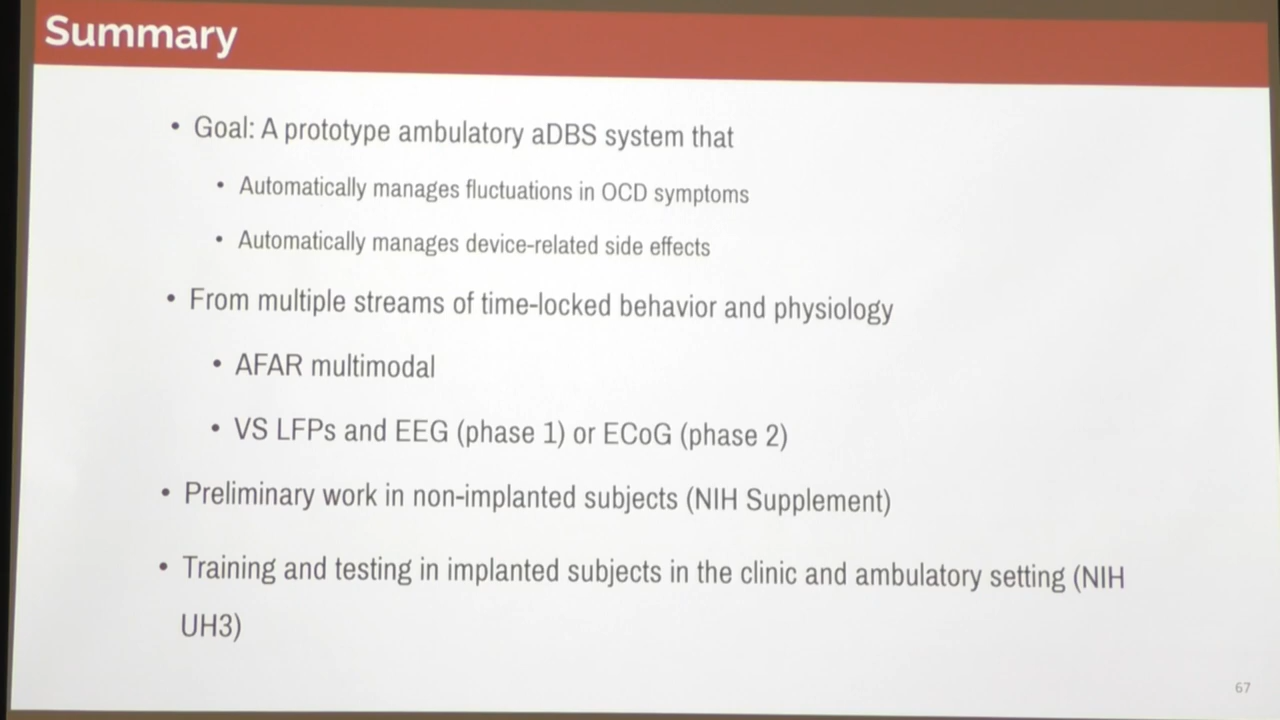 Summary
• Goal: A prototype ambulatory aDBS system that
• Automatically manages fluctuations in OCD symptoms
• Automatically manages device-related side effects
• From multiple streams of time-locked behavior and physiology
• AFAR multimodal
• VS LFPs and EEG (phase 1) or ECoG (phase 2)
• Preliminary work in non-implanted subjects (NIH Supplement)
• Training and testing in implanted subjects in the clinic and ambulatory setting (NIH
UH3)
67